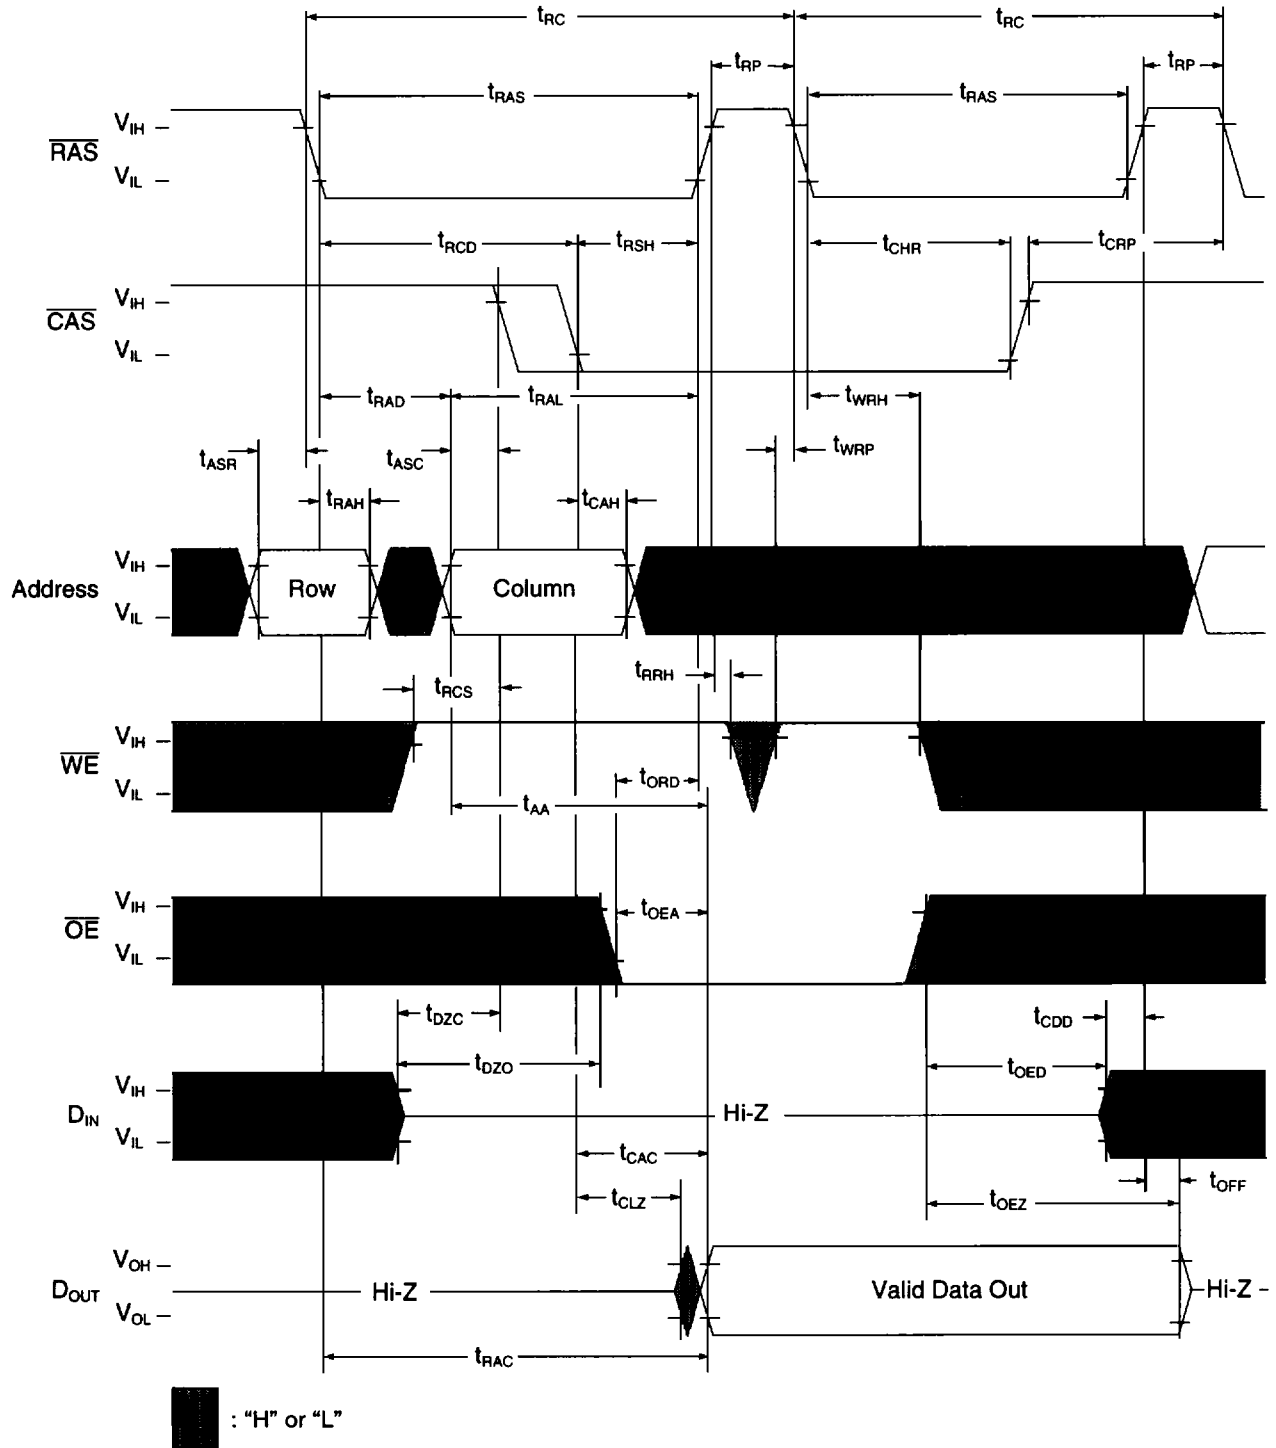 tRC tRC
tRP tRP
tRAS tRAS
RAS VIH
VIL
tRCD tRSH tCHR tCRP
CAS VIH
VIL
tRAD tRAL tWRH
tASR tASC tWRP
tRAH tCAH
Address VIH
VIL
Row Column
tRRH
tRCS
WE VIH
VIL
tORD
tAA
OE VIH
VIL
tOEA
tDZC tCDD
tDZO tOED
DIN VIH
VIL
Hi-Z
tCAC
tCLZ tOEZ tOFF
DOUT VOH
VOL
Hi-Z Valid Data Out Hi-Z
tRAC
: "H" or "L"